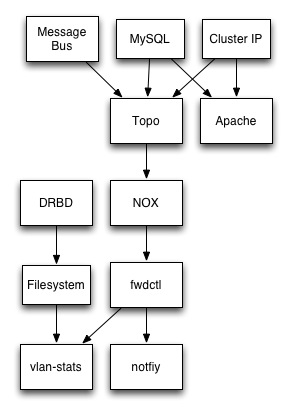 Message
Bus
MySQL
Cluster IP
Topo
Apache
DRBD
NOX
Filesystem
fwdctl
vlan-stats
notfiy